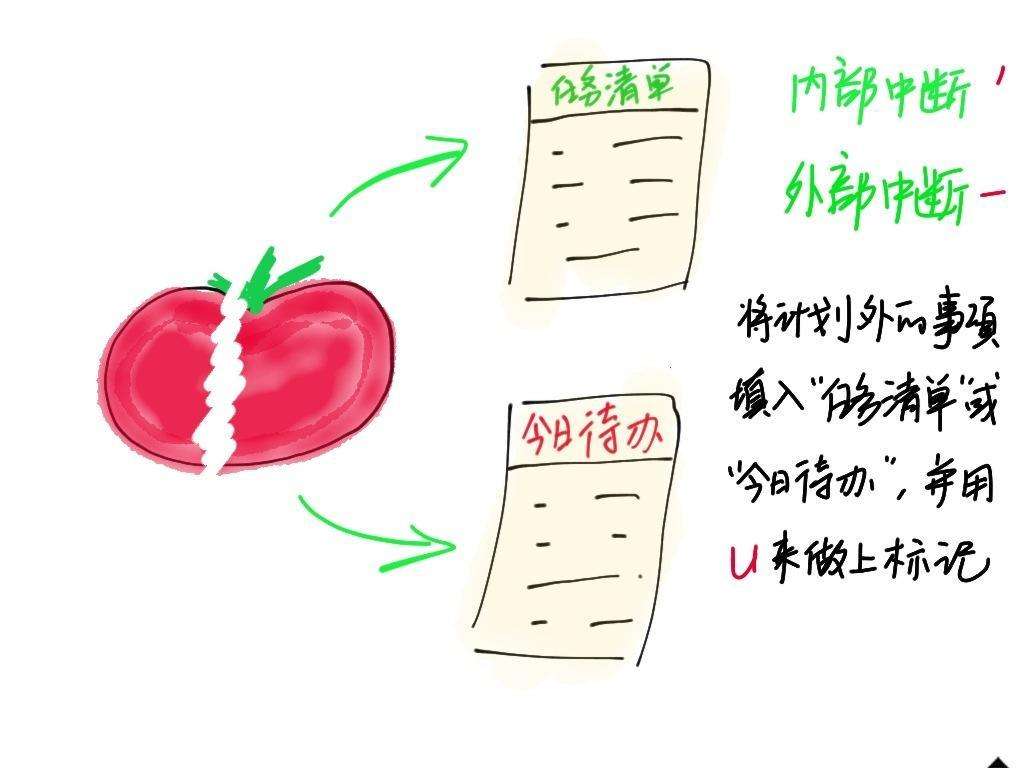 任务清单
内部中断 '
外部中断 -
将计划外的事項
填入"任务清单"或
"今日待办"，并用
U来做上标记
今日待办